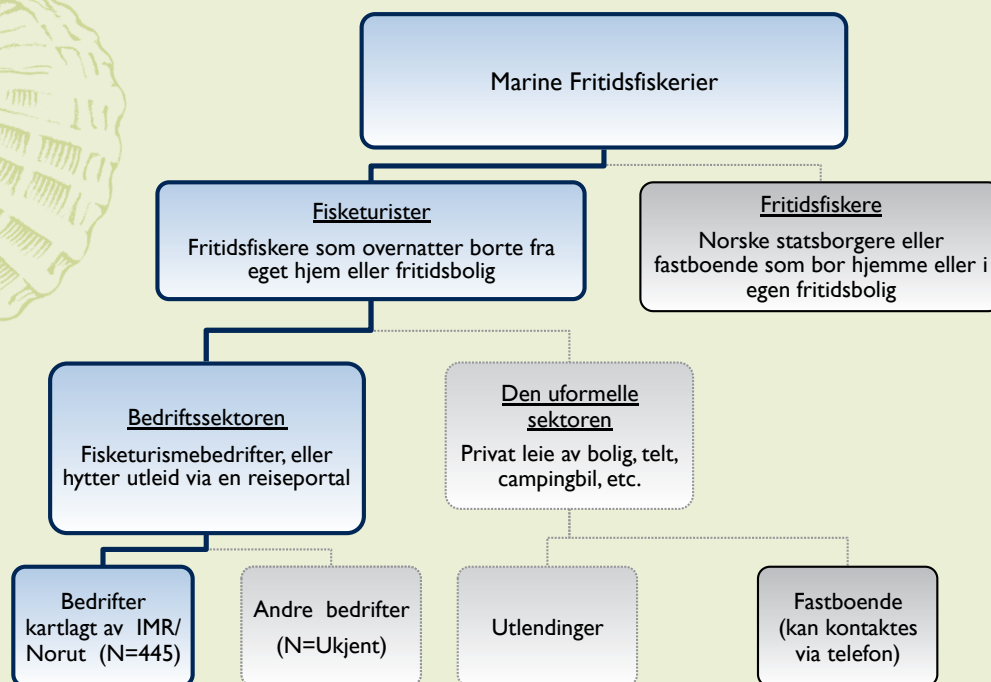 Marine Fritidsfiskerier
Fisketurister
Fritidsfiskere som overnatter borte fra
eget hjem eller fritidsbolig
Fritidsfiskere
Norske statsborgere eller
fastboende som bor hjemme eller i
egen fritidsbolig
Bedriftssektoren
Fisketurismebedrifter, eller
hytter utleid via en reiseportal
Den uformelle
sektoren
Privat leie av bolig, telt,
campingbil, etc.
Bedrifter
kartlagt av IMR/
Norut (N=445)
Andre bedrifter
(N=Ukjent)
Utlendinger
Fastboende
(kan kontaktes
via telefon)